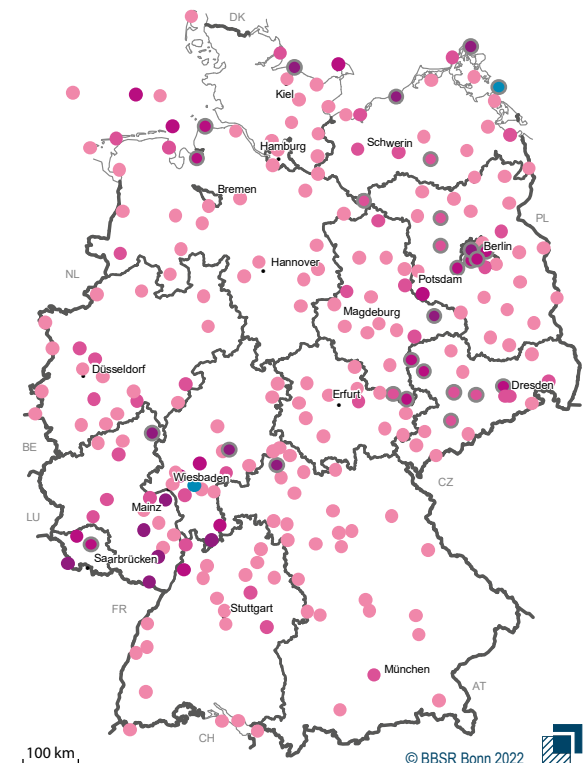 DK
Kiel
Hamburg
Schwerin
Bremen
PL
Berlin
Hannover
NL
Potsdam
Magdeburg
Düsseldorf
Dresden
Erfurt
BE
Wiesbaden
CZ
Mainz
LU
Saarbrücken
FR
Stuttgart
München
AT
CH
100 km
© BBSR Bonn 2022